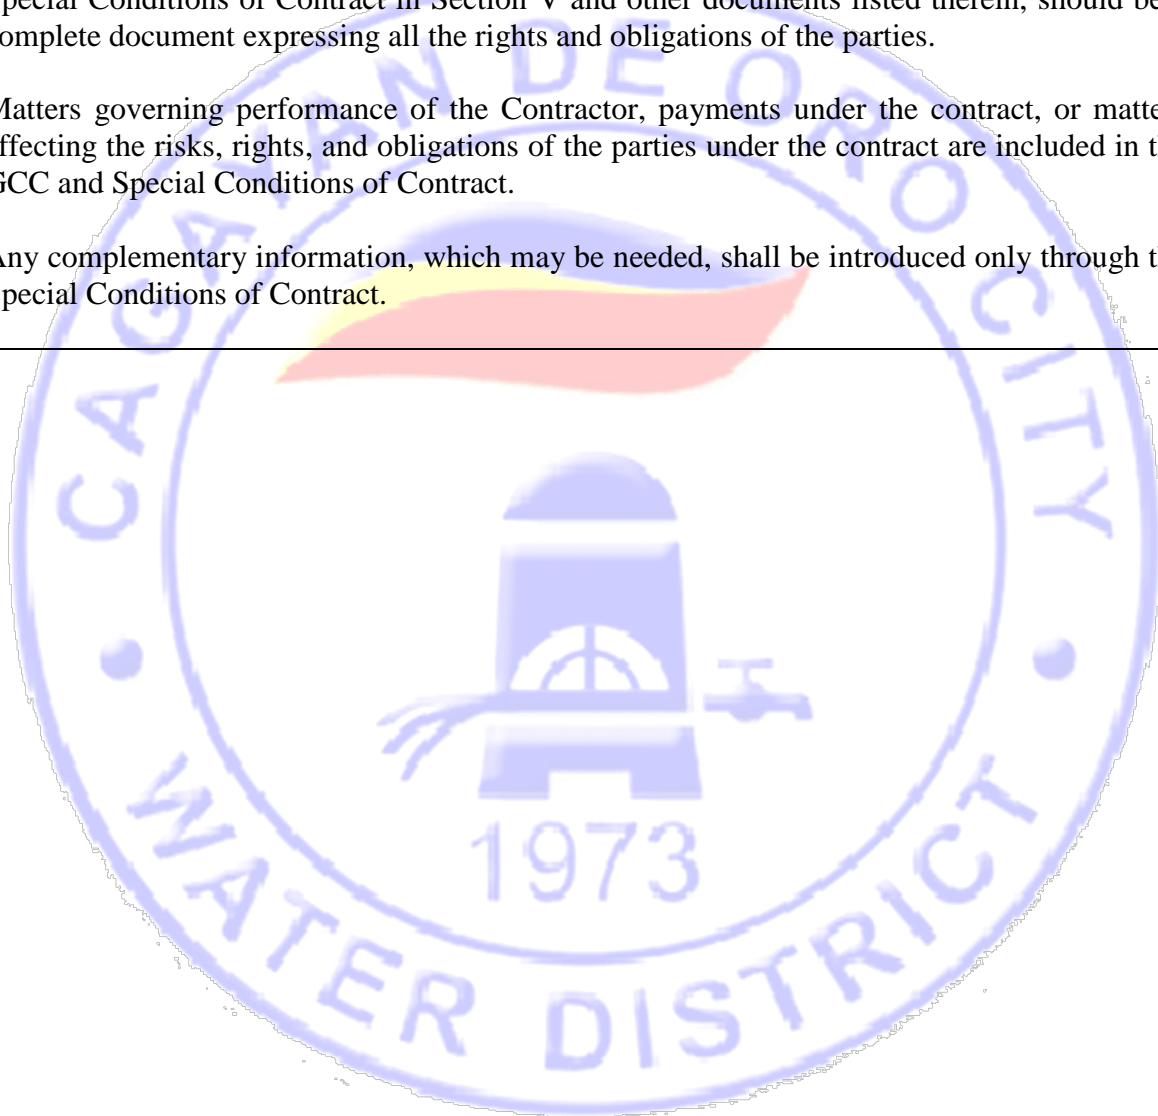 pecial Conditions of Contract in Section V and other documents listed therein, should be
omplete document expressing all the rights and obligations of the parties.
Matters governing performance of the Contractor, payments under the contract, or matte
ffecting the risks, rights, and obligations of the parties under the contract are included in th
GCC and Special Conditions of Contract.
Any complementary information, which may be needed, shall be introduced only through th
pecial Conditions of Contract.
CAGAYAN DE ORO CITY
1973
WATER DISTRICT